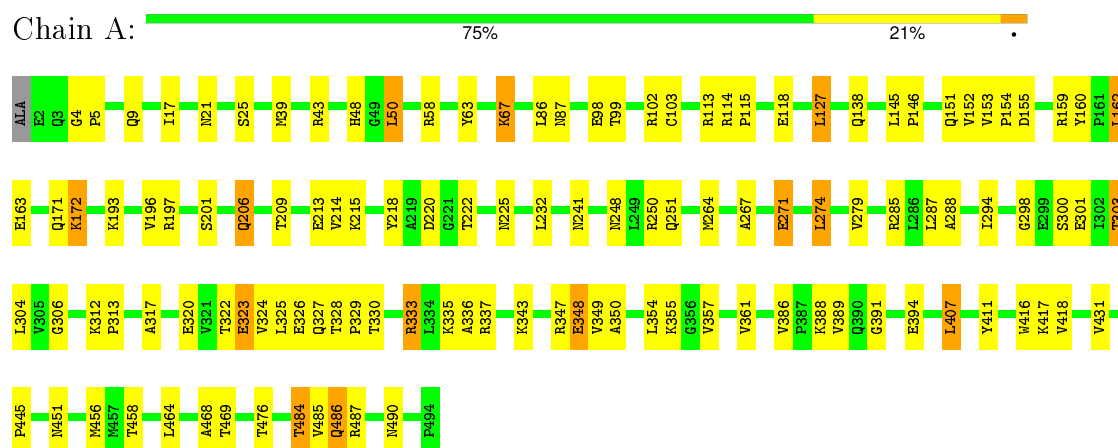 Chain A:
75% 21% •
ALA E2 Q3 G4 P5 Q9 I17 N21 S25 M39 R43 H48 G49 L50 R58 Y63 K67 L86 N87 E98 T99 R102 C103 R113 R114 P115 E118 L127 Q138 L145 P146 Q151 V152 V153 P154 D155 R159 Y160 P161 L162
E163 Q171 K172 K193 V196 R197 S201 Q206 T209 E213 V214 K215 Y218 A219 D220 G221 T222 N225 L232 N241 N248 L249 R250 Q251 M264 A267 E271 L274 V279 R285 L286 L287 A288 I294 G298 E299 S300 E301 I302 T303
L304 V305 G306 K312 P313 A317 E320 V321 T322 E323 V324 L325 E326 Q327 T328 P329 T330 R333 L334 K335 A336 R337 K343 R347 E348 V349 A350 L354 K355 G356 V357 V361 V386 P387 K388 V389 Q390 G391 E394 L407 Y411 W416 K417 V418 V431
P445 N451 M456 M457 T458 L464 A468 T469 T476 T484 V485 Q486 R487 N490 P494